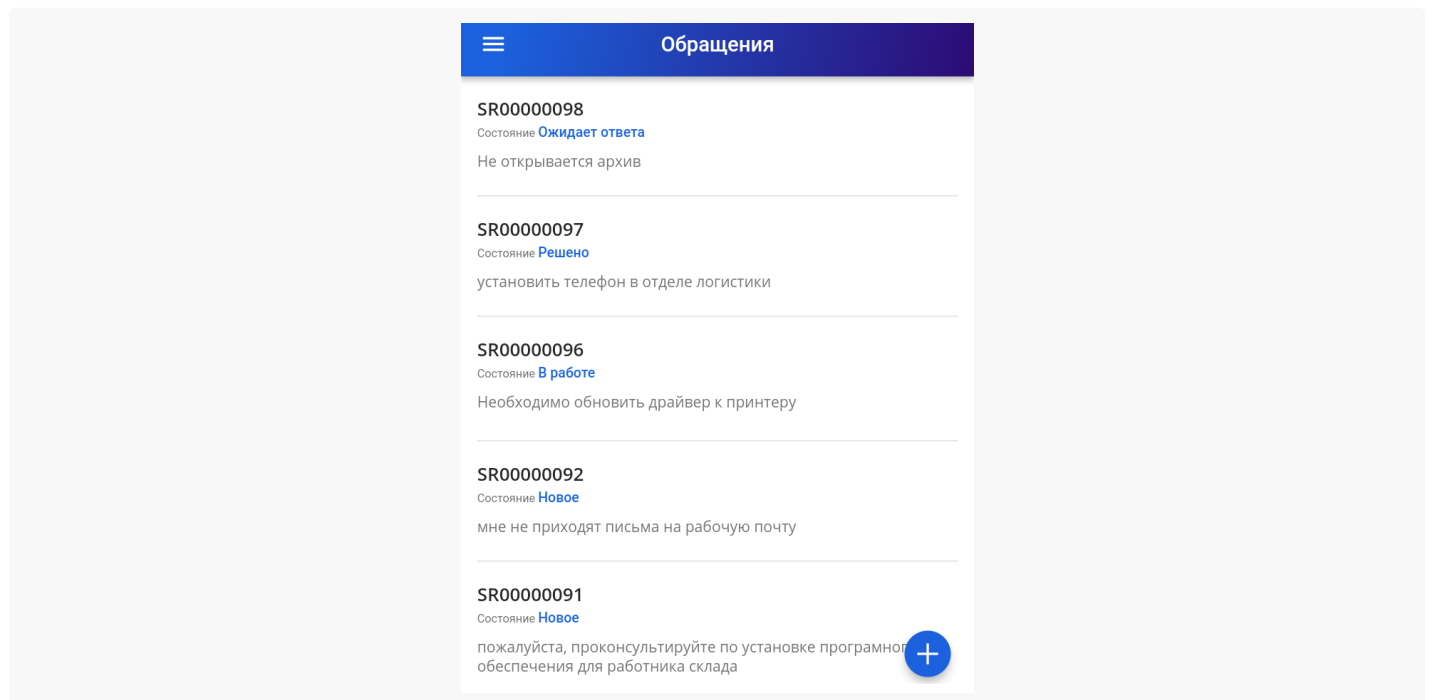 Обращения
SR00000098
Состояние Ожидает ответа
Не открывается архив
SR00000097
Состояние Решено
установить телефон в отделе логистики
SR00000096
Состояние В работе
Необходимо обновить драйвер к принтеру
SR00000092
Состояние Новое
мне не приходят письма на рабочую почту
SR00000091
Состояние Новое
пожалуйста, проконсультируйте по установке
обеспечения для работника склада